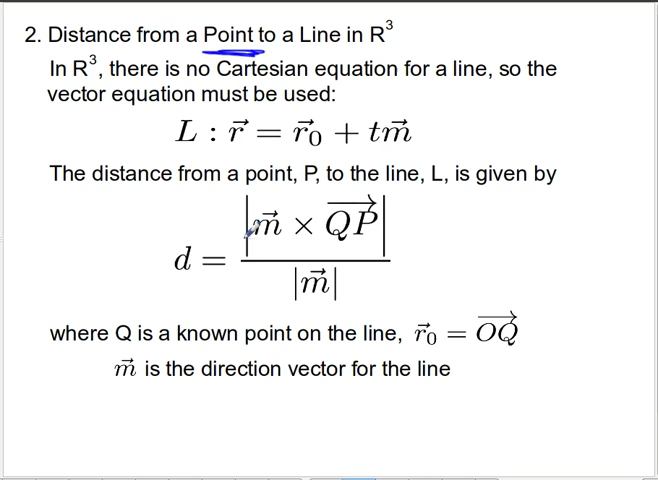 2. Distance from a Point to a Line in R³
In R³, there is no Cartesian equation for a line, so the
vector equation must be used:
L : r⃗ = r⃗₀ + tm⃗
The distance from a point, P, to the line, L, is given by
d = |m⃗ × \overrightarrow{QP}| / |m⃗|
where Q is a known point on the line, r⃗₀ = \overrightarrow{OQ}
m⃗ is the direction vector for the line